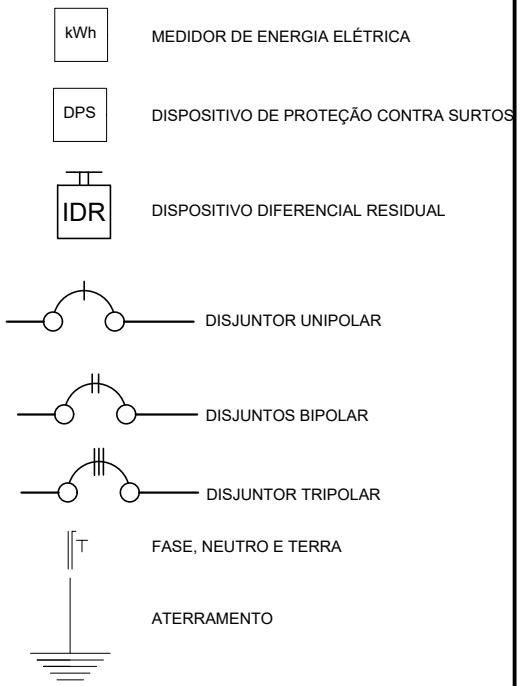 kWh MEDIDOR DE ENERGIA ELÉTRICA
DPS DISPOSITIVO DE PROTEÇÃO CONTRA SURTOS
IDR DISPOSITIVO DIFERENCIAL RESIDUAL
DISJUNTOR UNIPOLAR
DISJUNTOS BIPOLAR
DISJUNTOR TRIPOLAR
FASE, NEUTRO E TERRA
ATERRAMENTO